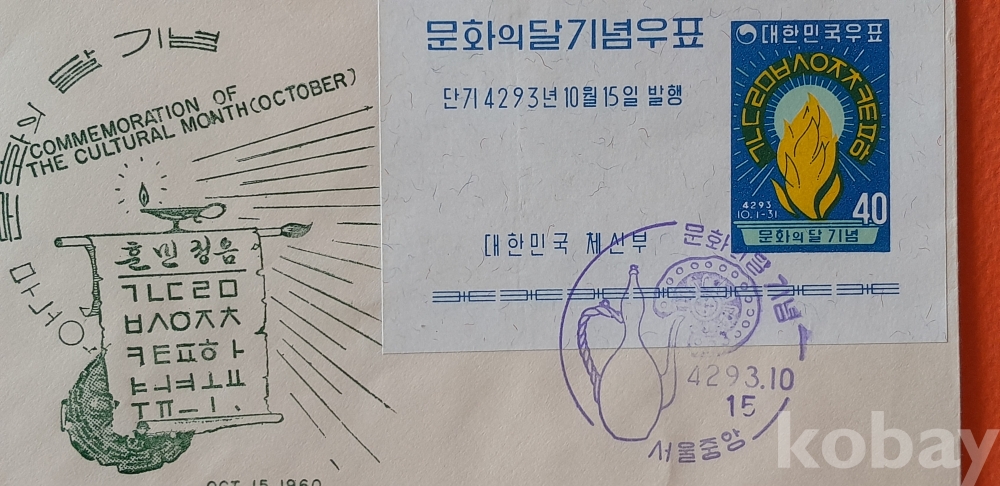 달 기념
COMMEMORATION OF
THE CULTURAL MONTH(OCTOBER)
훈민정음
ㄱㄴㄷㄹㅁ
ㅂㅅㅇㅈㅊ
ㅋㅌㅍㅎㅏ
ㅑㅓㅕㅗㅛ
ㅜㅠㅡㅣㆍ
OCT 15 1960
문화의달기념우표
단기 4293년 10월 15일 발행
대한민국 체신부
대한민국우표
ㄱㄴㄷㄹㅁㅂㅅㅇㅈㅊㅋㅌㅍㅎ
4293
10.1-31
40
문화의달기념
문화의달 기념
4293.10
15
서울중앙
kobay